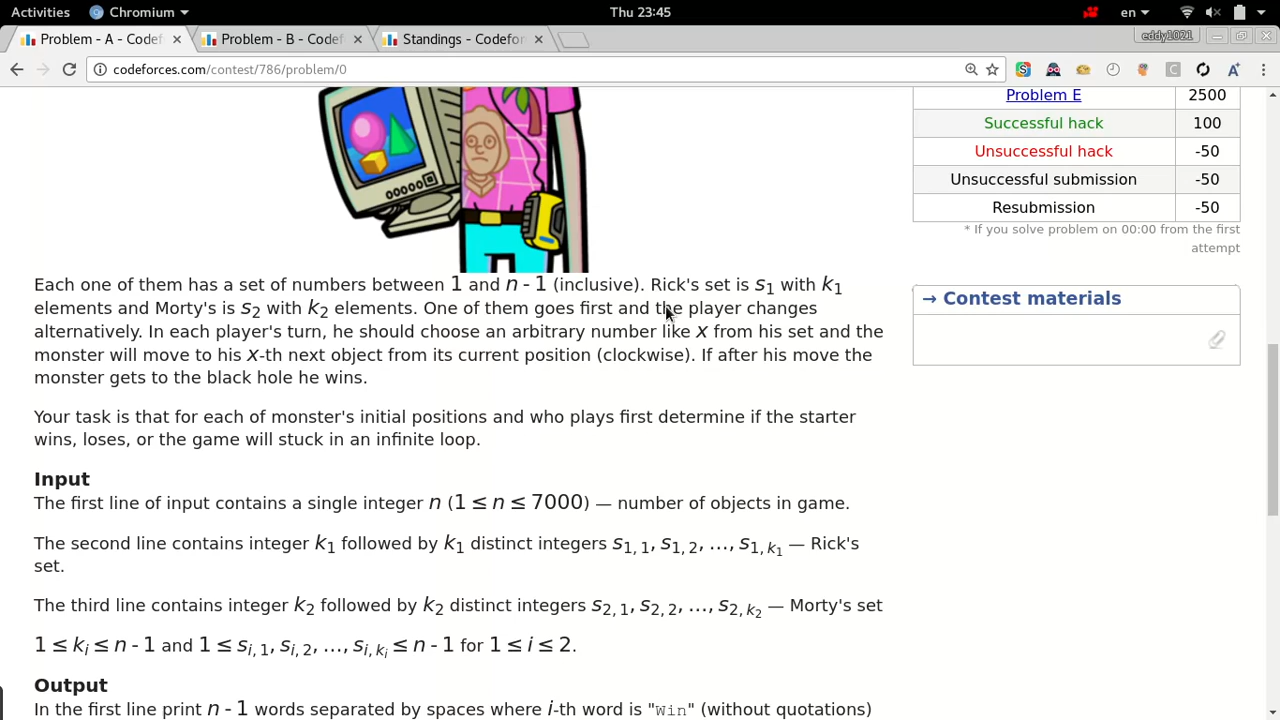 Activities Chromium Thu 23:45 en
Problem - A - Codef Problem - B - Codef Standings - Codefor eddy1021
codeforces.com/contest/786/problem/0
Problem E 2500
Successful hack 100
Unsuccessful hack -50
Unsuccessful submission -50
Resubmission -50
* If you solve problem on 00:00 from the first
attempt
→ Contest materials
Each one of them has a set of numbers between 1 and n - 1 (inclusive). Rick's set is s1 with k1
elements and Morty's is s2 with k2 elements. One of them goes first and the player changes
alternatively. In each player's turn, he should choose an arbitrary number like x from his set and the
monster will move to his x-th next object from its current position (clockwise). If after his move the
monster gets to the black hole he wins.
Your task is that for each of monster's initial positions and who plays first determine if the starter
wins, loses, or the game will stuck in an infinite loop.
Input
The first line of input contains a single integer n (1 ≤ n ≤ 7000) — number of objects in game.
The second line contains integer k1 followed by k1 distinct integers s1, 1, s1, 2, ..., s1, k1 — Rick's
set.
The third line contains integer k2 followed by k2 distinct integers s2, 1, s2, 2, ..., s2, k2 — Morty's set
1 ≤ ki ≤ n - 1 and 1 ≤ si, 1, si, 2, ..., si, ki ≤ n - 1 for 1 ≤ i ≤ 2.
Output
In the first line print n - 1 words separated by spaces where i-th word is "Win" (without quotations)